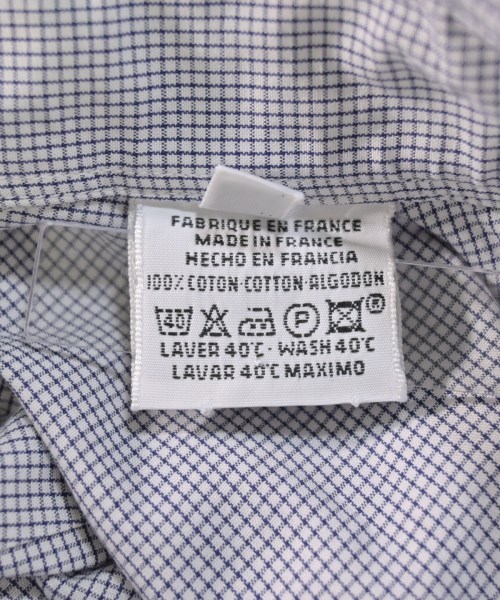 FABRIQUE EN FRANCE
MADE IN FRANCE
HECHO EN FRANCIA
100% COTON·COTTON·ALGODON
40 P ®
LAVER 40°C · WASH 40°C
LAVAR 40°C MAXIMO